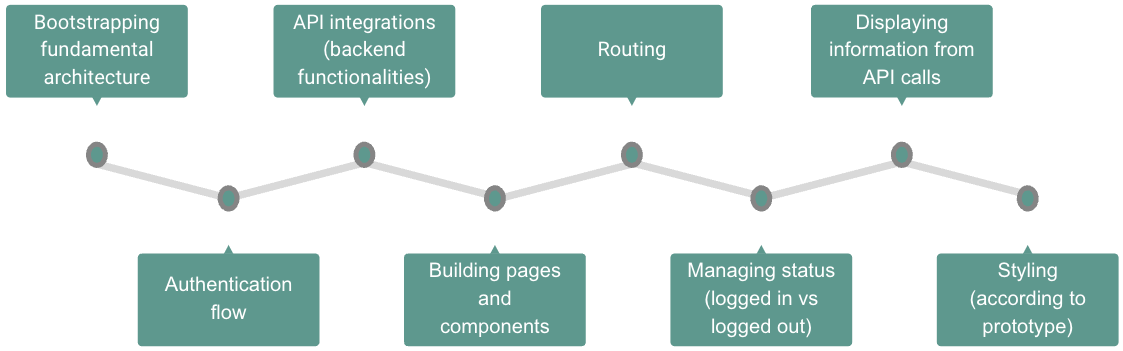 Bootstrapping
fundamental
architecture
Authentication
flow
API integrations
(backend
functionalities)
Building pages
and
components
Routing
Managing status
(logged in vs
logged out)
Displaying
information from
API calls
Styling
(according to
prototype)